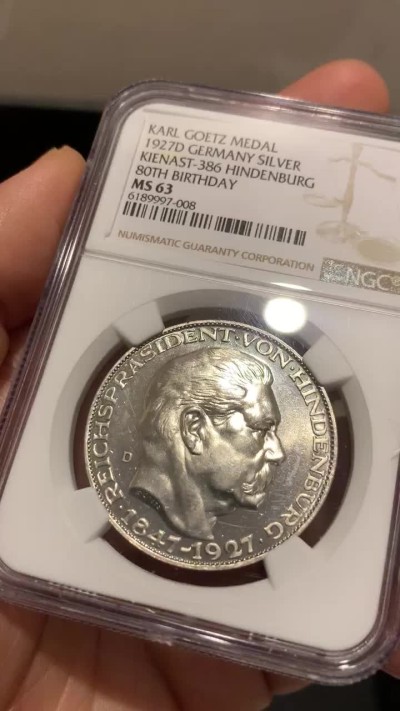 KARL GOETZ MEDAL
1927D GERMANY SILVER
KIENAST-386 HINDENBURG
80TH BIRTHDAY
MS 63
6189997-008
NUMISMATIC GUARANTY CORPORATION
NGC
REICHSPRÄSIDENT·VON·HINDENBURG
D
·1847-1927·